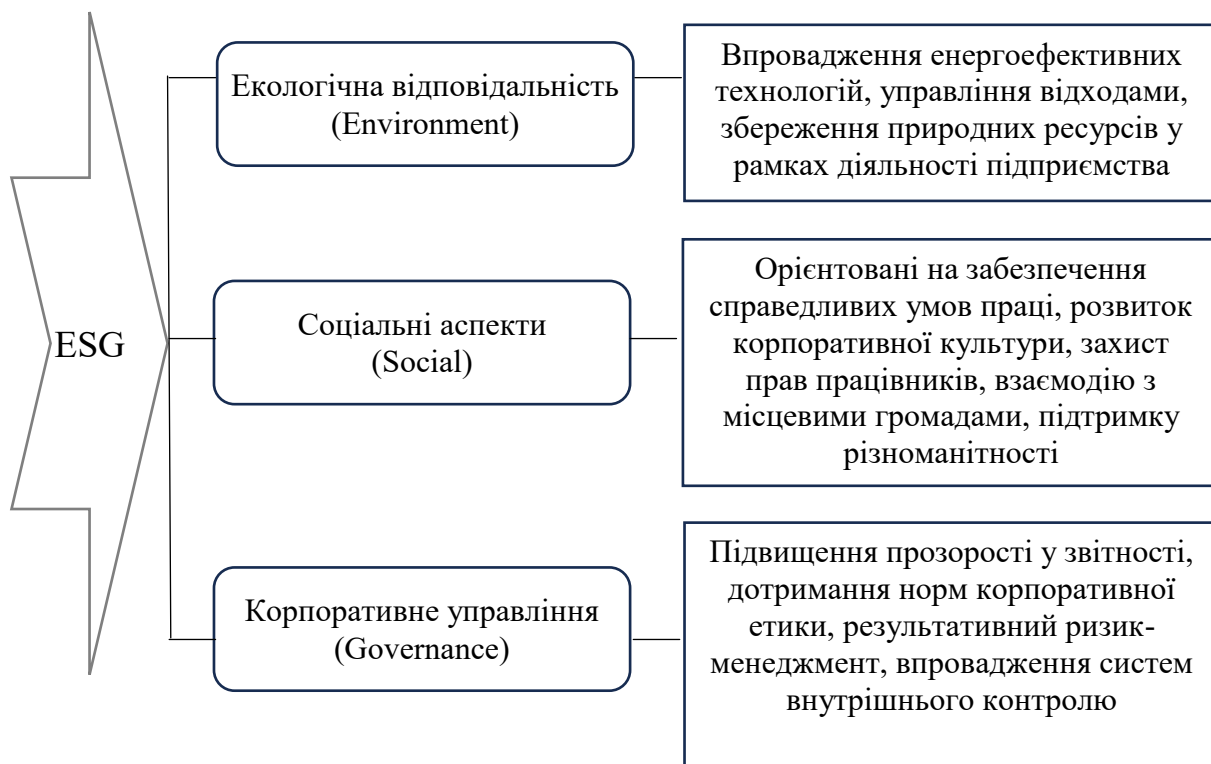 ESG
Екологічна відповідальність
(Environment)
Впровадження енергоефективних
технологій, управління відходами,
збереження природних ресурсів у
рамках діяльності підприємства
Соціальні аспекти
(Social)
Орієнтовані на забезпечення
справедливих умов праці, розвиток
корпоративної культури, захист
прав працівників, взаємодію з
місцевими громадами, підтримку
різноманітності
Корпоративне управління
(Governance)
Підвищення прозорості у звітності,
дотримання норм корпоративної
етики, результативний ризик-
менеджмент, впровадження систем
внутрішнього контролю